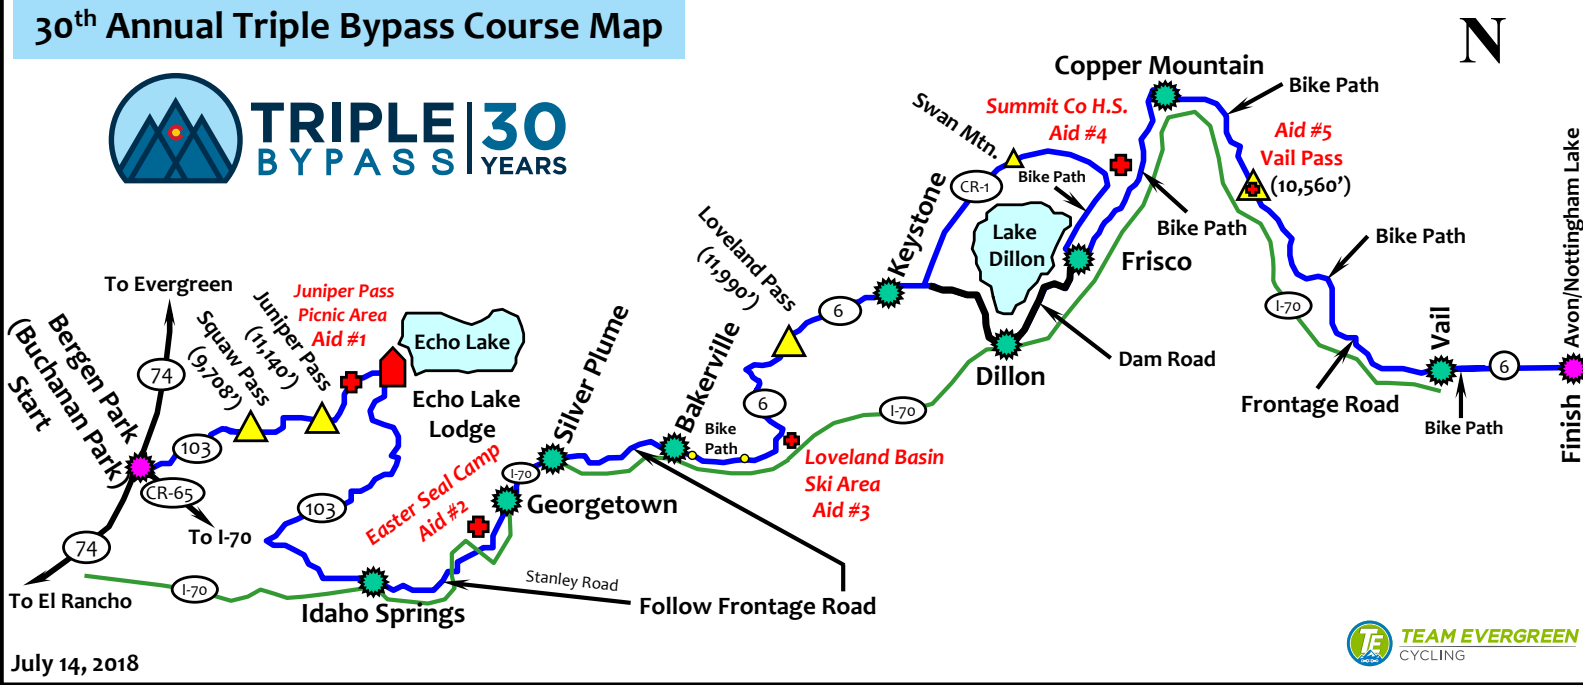 30th Annual Triple Bypass Course Map
TRIPLE
BYPASS
30
YEARS
N
Copper Mountain
Bike Path
Summit Co H.S.
Aid #4
Swan Mtn.
Aid #5
Vail Pass
(10,560’)
CR-1
Bike Path
Keystone
Lake
Dillon
Bike Path
Frisco
Bike Path
Avon/Nottingham Lake
Finish
Loveland Pass
(11,990’)
6
I-70
To Evergreen
Juniper Pass
Picnic Area
Aid #1
Juniper Pass
(11,140’)
Squaw Pass
(9,708’)
Bergen Park
(Buchanan Park)
Start
74
Echo Lake
Echo Lake
Lodge
Silver Plume
Bakerville
Dillon
Dam Road
Vail
6
Frontage Road
Bike Path
6
I-70
Bike
Path
103
CR-65
To I-70
74
103
Easter Seal Camp
Aid #2
I-70
Georgetown
Loveland Basin
Ski Area
Aid #3
I-70
To El Rancho
Idaho Springs
Stanley Road
Follow Frontage Road
July 14, 2018
TE
TEAM EVERGREEN
CYCLING